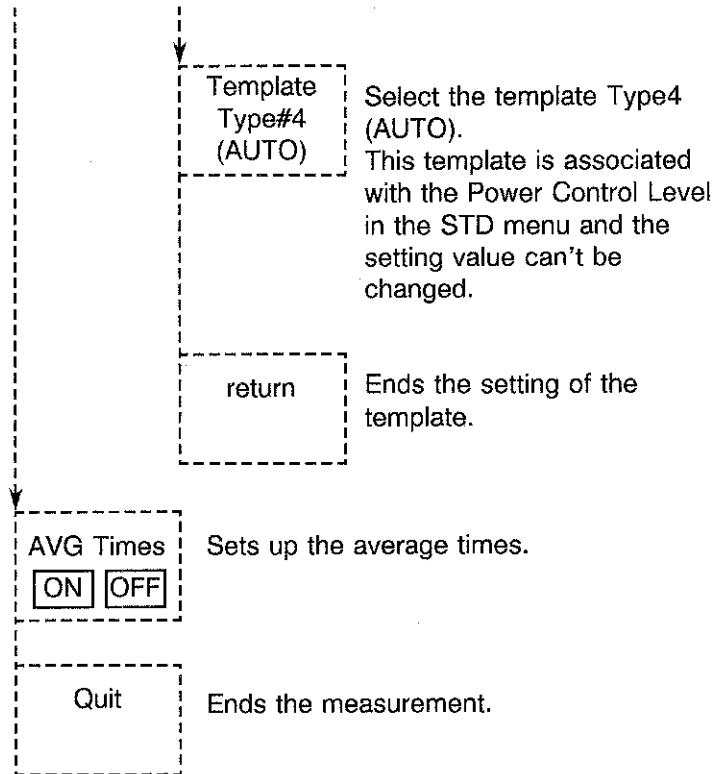 Template
Type#4
(AUTO)
Select the template Type4
(AUTO).
This template is associated
with the Power Control Level
in the STD menu and the
setting value can't be
changed.
return
Ends the setting of the
template.
AVG Times
ON OFF
Sets up the average times.
Quit
Ends the measurement.